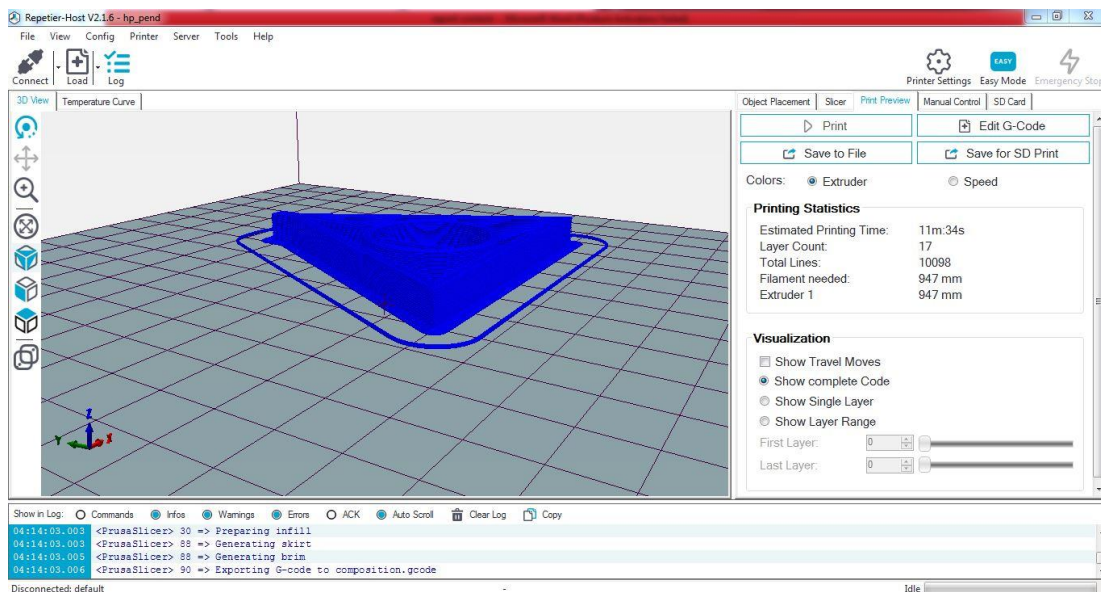 Repetier-Host V2.1.6 - hp_pend
File View Config Printer Server Tools Help
Connect Load Log
Printer Settings Easy Mode Emergency Stop
EASY
3D View Temperature Curve
Object Placement Slicer Print Preview Manual Control SD Card
Print Edit G-Code
Save to File Save for SD Print
Colors: Extruder Speed
Printing Statistics
Estimated Printing Time: 11m:34s
Layer Count: 17
Total Lines: 10098
Filament needed: 947 mm
Extruder 1 947 mm
Visualization
Show Travel Moves
Show complete Code
Show Single Layer
Show Layer Range
First Layer: 0
Last Layer: 0
Z
Y X
Show in Log: Commands Infos Warnings Errors ACK Auto Scroll Clear Log Copy
04:14:03.003 <PrusaSlicer> 30 => Preparing infill
04:14:03.003 <PrusaSlicer> 88 => Generating skirt
04:14:03.005 <PrusaSlicer> 88 => Generating brim
04:14:03.006 <PrusaSlicer> 90 => Exporting G-code to composition.gcode
Disconnected: default - Idle